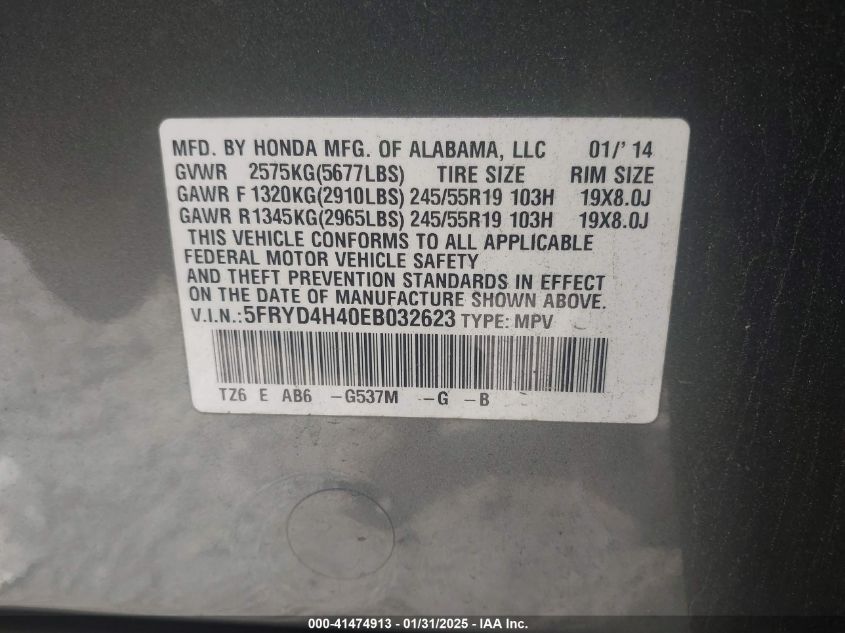 MFD. BY HONDA MFG. OF ALABAMA, LLC 01/' 14
GVWR 2575KG(5677LBS) TIRE SIZE RIM SIZE
GAWR F 1320KG(2910LBS) 245/55R19 103H 19X8.0J
GAWR R1345KG(2965LBS) 245/55R19 103H 19X8.0J
THIS VEHICLE CONFORMS TO ALL APPLICABLE
FEDERAL MOTOR VEHICLE SAFETY
AND THEFT PREVENTION STANDARDS IN EFFECT
ON THE DATE OF MANUFACTURE SHOWN ABOVE.
V.I.N.:5FRYD4H40EB032623 TYPE: MPV
TZ6 E AB6 -G537M -G -B
000-41474913 - 01/31/2025 - IAA Inc.